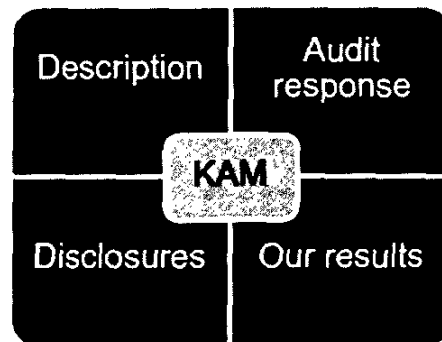 Description
Audit
response
KAM
Disclosures
Our results